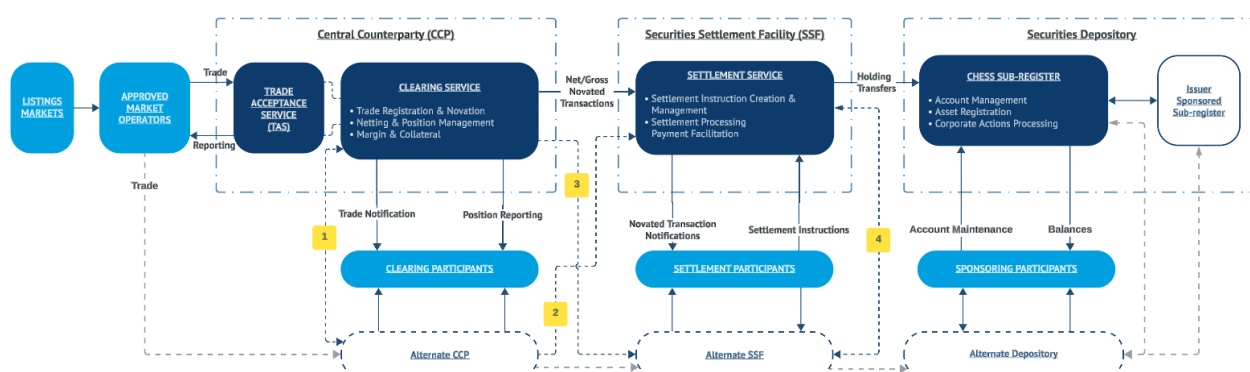 Central Counterparty (CCP)
Securities Settlement Facility (SSF)
Securities Depository
LISTINGS
MARKETS
APPROVED
MARKET
OPERATORS
Trade
Reporting
Trade
TRADE
ACCEPTANCE
SERVICE
(TAS)
CLEARING SERVICE
• Trade Registration & Novation
• Netting & Position Management
• Margin & Collateral
Net/Gross
Novated
Transactions
SETTLEMENT SERVICE
• Settlement Instruction Creation &
Management
• Settlement Processing
Payment Facilitation
Holding
Transfers
CHESS SUB-REGISTER
• Account Management
• Asset Registration
• Corporate Actions Processing
Issuer
Sponsored
Sub-register
1
2
3
4
Trade Notification
Position Reporting
Novated Transaction
Notifications
Settlement Instructions
Account Maintenance
Balances
CLEARING PARTICIPANTS
SETTLEMENT PARTICIPANTS
SPONSORING PARTICIPANTS
Alternate CCP
Alternate SSF
Alternate Depository